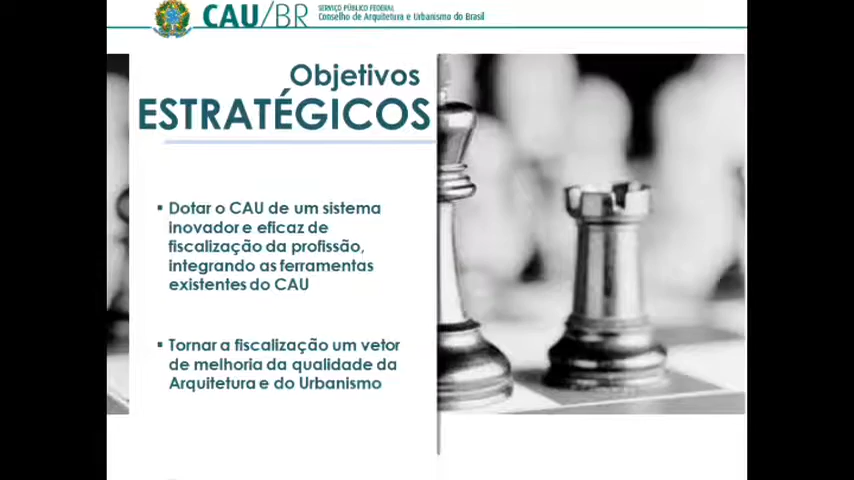 CAU/BR
SERVIÇO PÚBLICO FEDERAL
Conselho de Arquitetura e Urbanismo do Brasil
Objetivos
ESTRATÉGICOS
▪ Dotar o CAU de um sistema
inovador e eficaz de
fiscalização da profissão,
integrando as ferramentas
existentes do CAU
▪ Tornar a fiscalização um vetor
de melhoria da qualidade da
Arquitetura e do Urbanismo